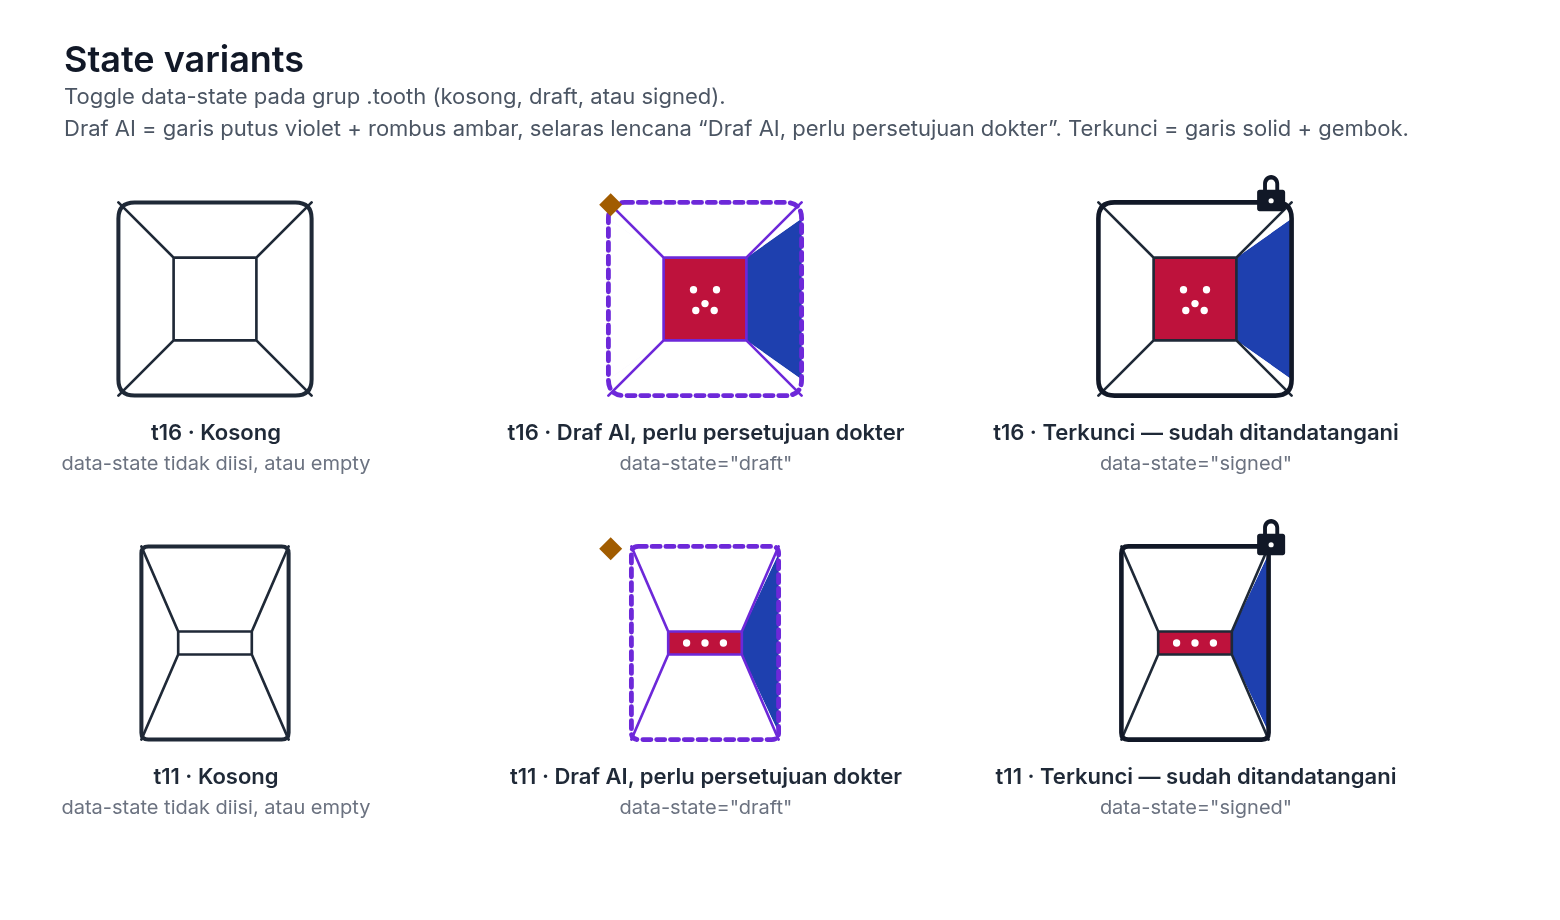 State variants
Toggle data-state pada grup .tooth (kosong, draft, atau signed).
Draf AI = garis putus violet + rombus ambar, selaras lencana “Draf AI, perlu persetujuan dokter”. Terkunci = garis solid + gembok.
t16 · Kosong
data-state tidak diisi, atau empty
t16 · Draf AI, perlu persetujuan dokter
data-state="draft"
t16 · Terkunci — sudah ditandatangani
data-state="signed"
t11 · Kosong
data-state tidak diisi, atau empty
t11 · Draf AI, perlu persetujuan dokter
data-state="draft"
t11 · Terkunci — sudah ditandatangani
data-state="signed"